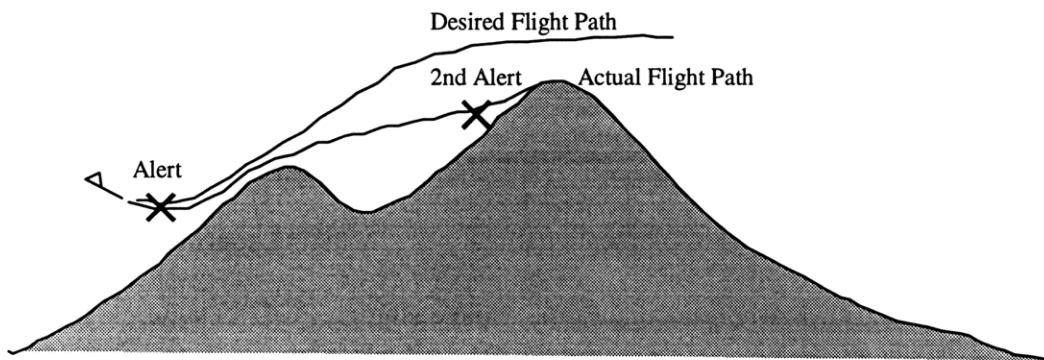 Desired Flight Path
2nd Alert
Actual Flight Path
Alert